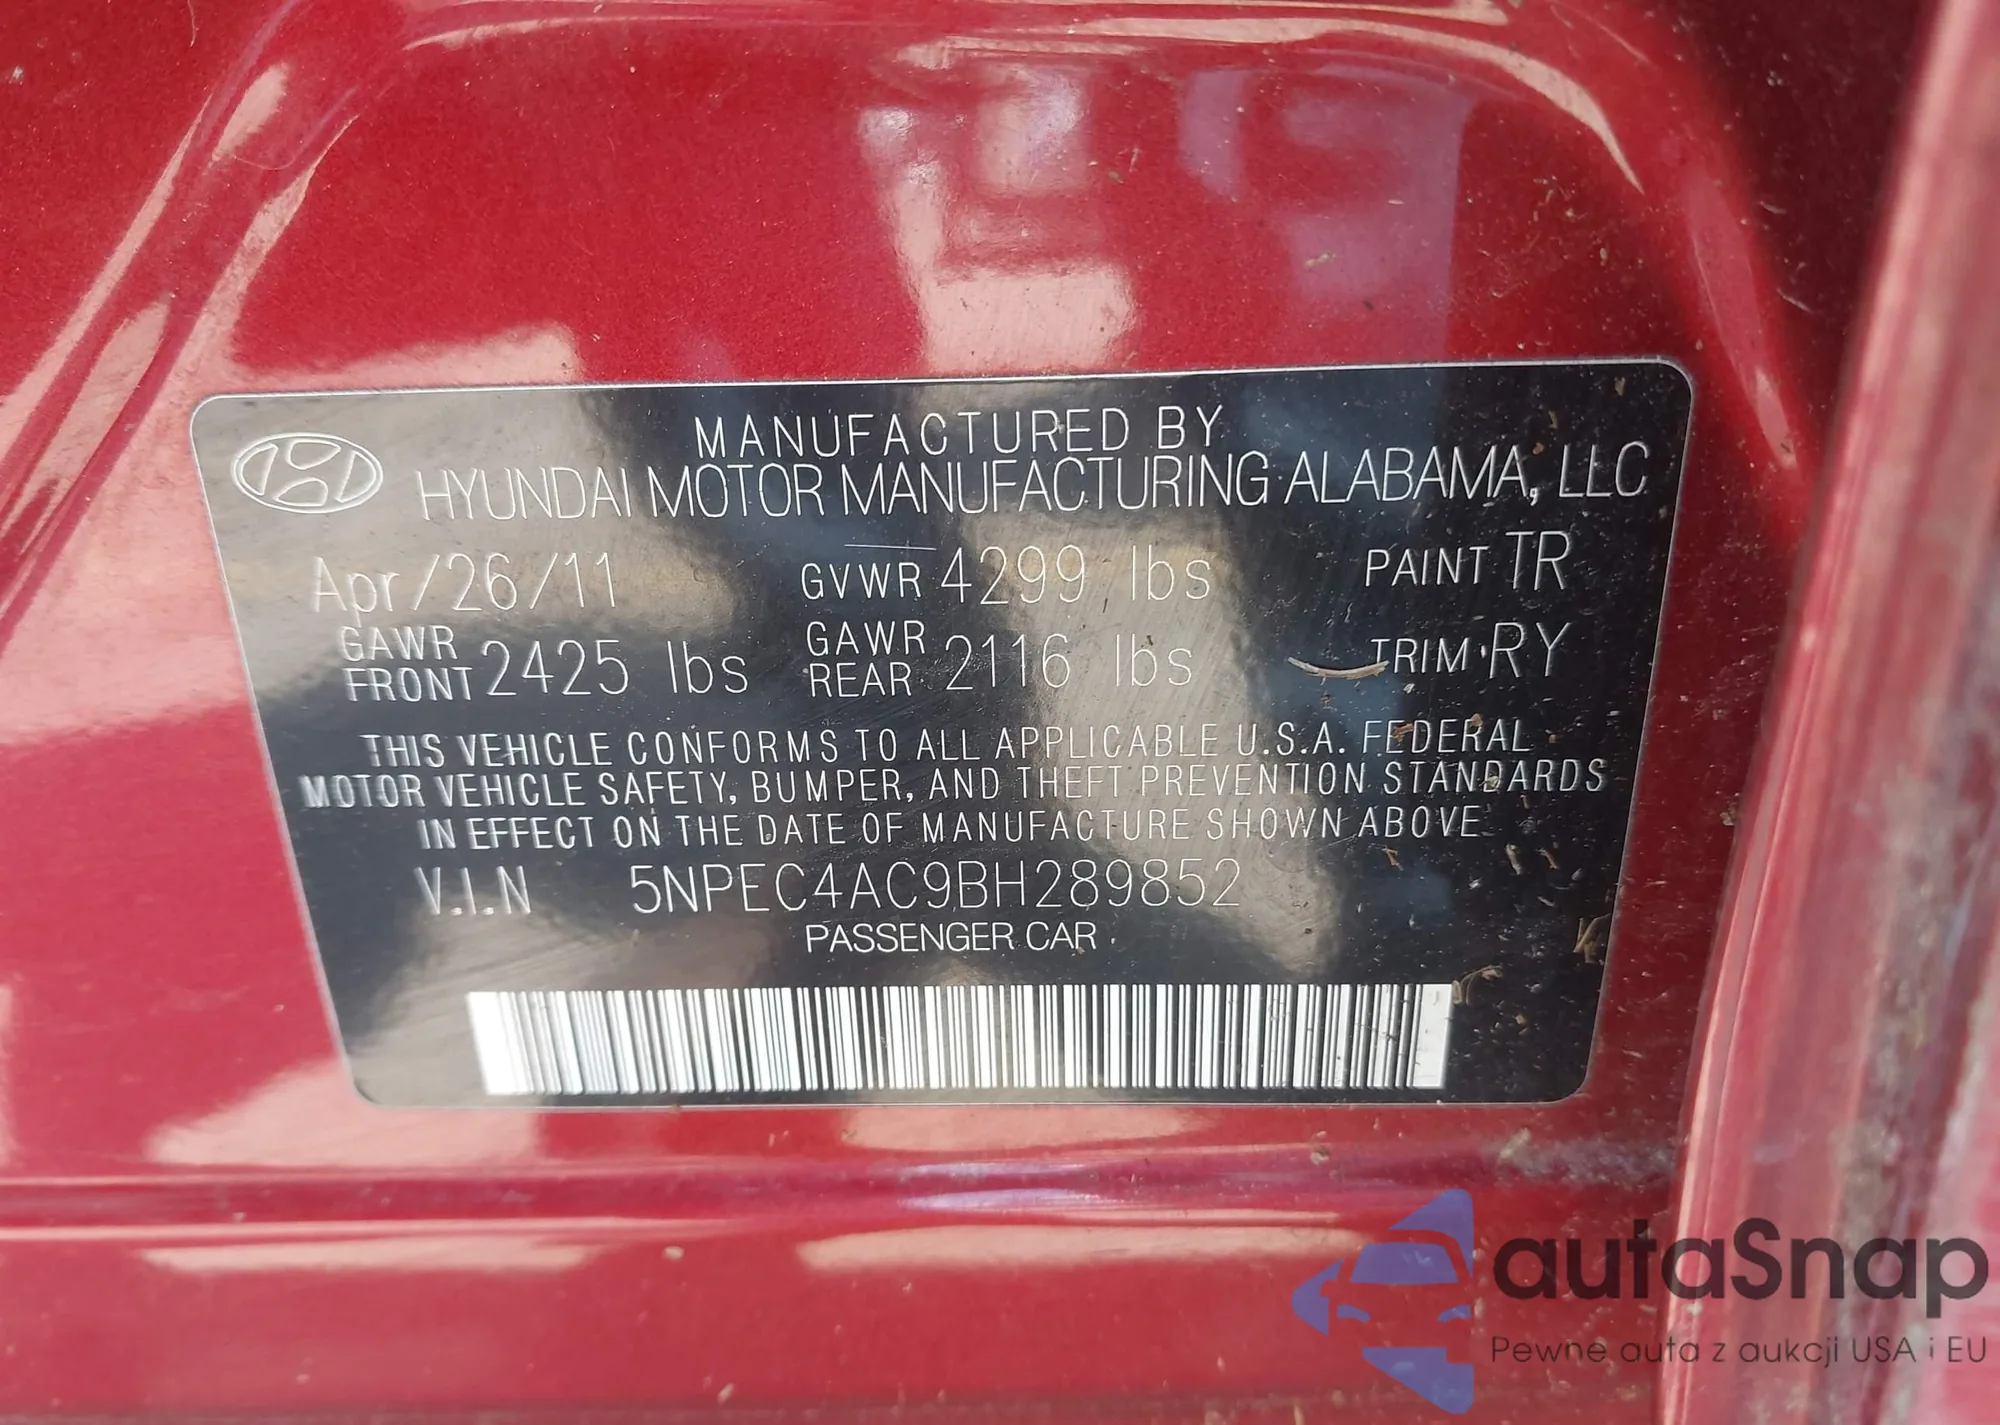 MANUFACTURED BY
HYUNDAI MOTOR MANUFACTURING ALABAMA, LLC
Apr/26/11 GVWR 4299 lbs PAINT TR
GAWR FRONT 2425 lbs GAWR REAR 2116 lbs TRIM RY
THIS VEHICLE CONFORMS TO ALL APPLICABLE U.S.A. FEDERAL
MOTOR VEHICLE SAFETY, BUMPER, AND THEFT PREVENTION STANDARDS
IN EFFECT ON THE DATE OF MANUFACTURE SHOWN ABOVE
V.I.N 5NPEC4AC9BH289852
PASSENGER CAR
autaSnap
Pewne auta z aukcji USA i EU